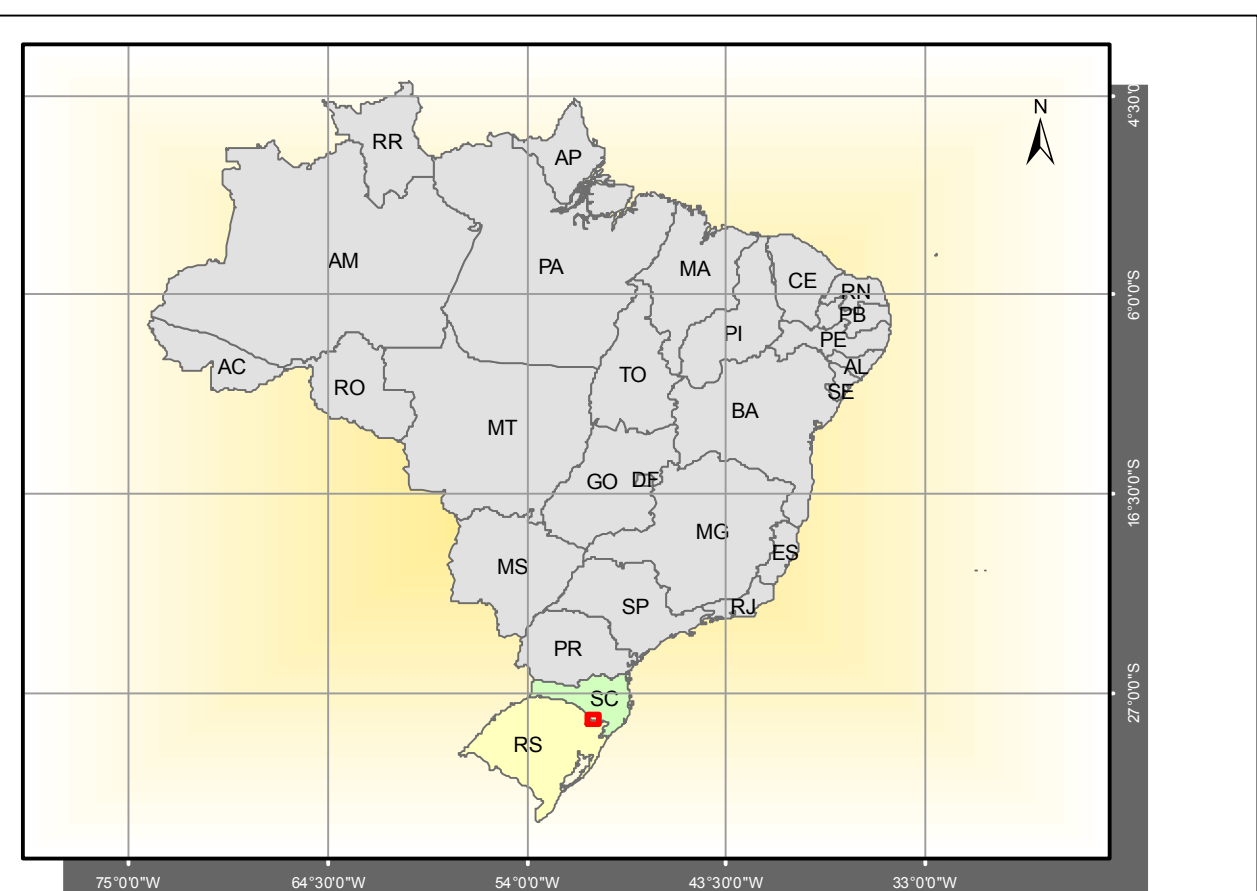 N
4°30'0
RR
AP
AM
PA
MA
CE
RN
PB
PE
AL
SE
PI
AC
RO
TO
BA
MT
GO
DF
MG
ES
MS
SP
RJ
PR
SC
RS
6°0'0"S
16°30'0"S
27°0'0"S
75°0'0"W
64°30'0"W
54°0'0"W
43°30'0"W
33°0'0"W